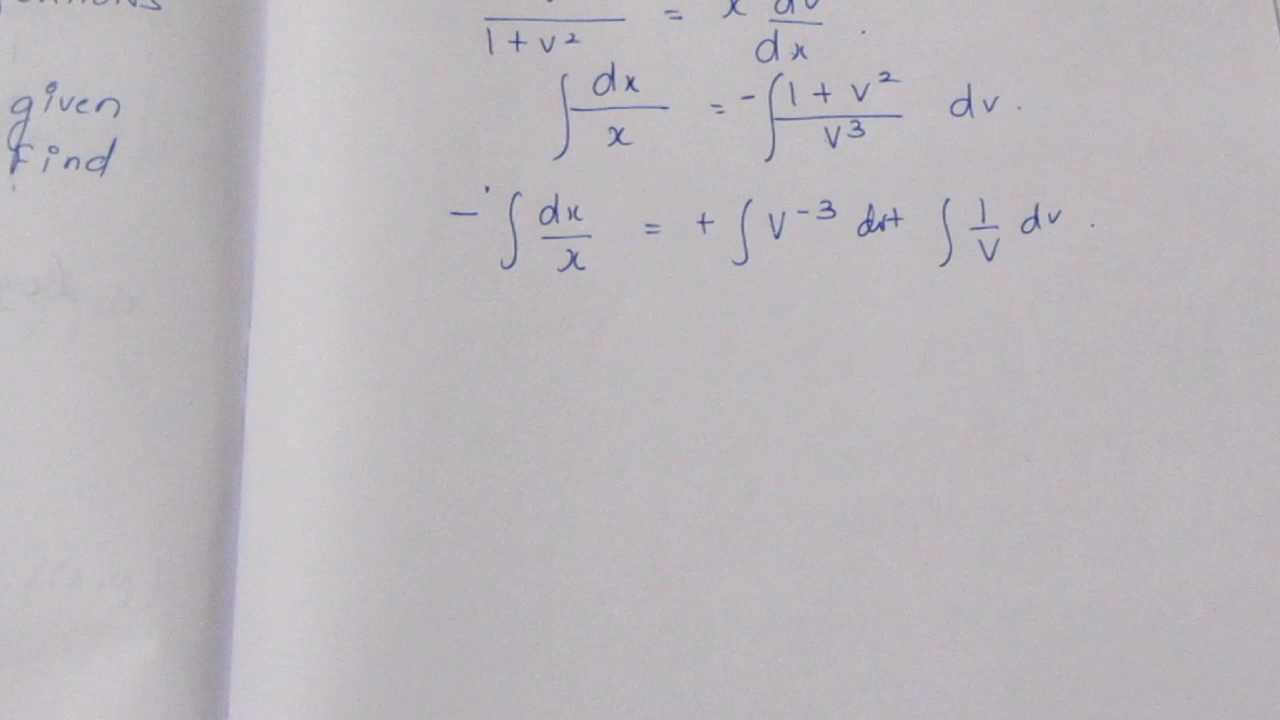 given
Find
1 + v² = x dv/dx
∫ dx/x = - ∫ 1 + v²/v³ dv.
- ∫ dx/x = + ∫ v⁻³ dv + ∫ 1/v dv.